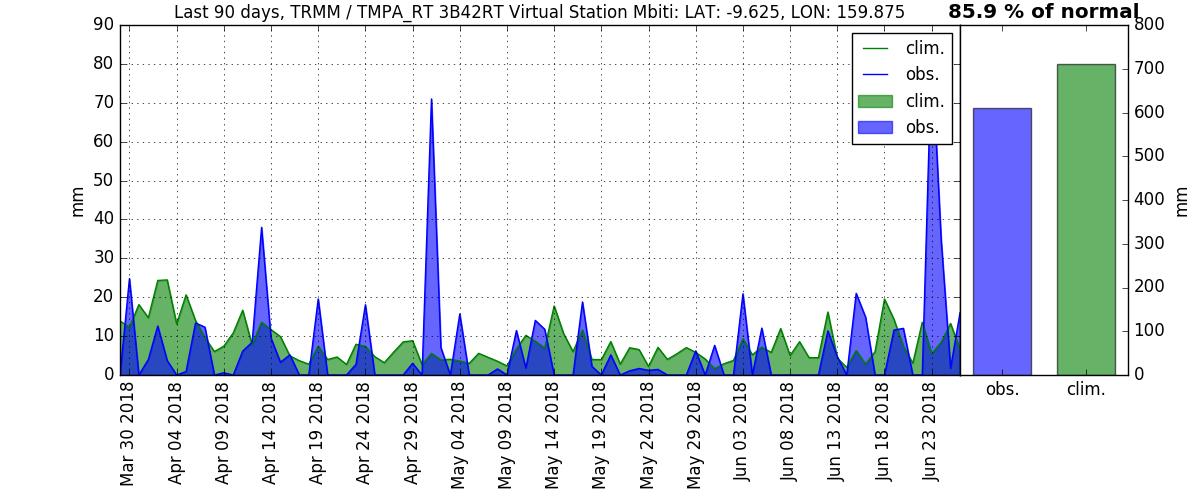 Last 90 days, TRMM / TMPA_RT 3B42RT Virtual Station Mbiti: LAT: -9.625, LON: 159.875
85.9 % of normal
90
80
70
60
50
40
30
20
10
0
mm
clim.
obs.
clim.
obs.
800
700
600
500
400
300
200
100
0
mm
Mar 30 2018
Apr 04 2018
Apr 09 2018
Apr 14 2018
Apr 19 2018
Apr 24 2018
Apr 29 2018
May 04 2018
May 09 2018
May 14 2018
May 19 2018
May 24 2018
May 29 2018
Jun 03 2018
Jun 08 2018
Jun 13 2018
Jun 18 2018
Jun 23 2018
obs.
clim.